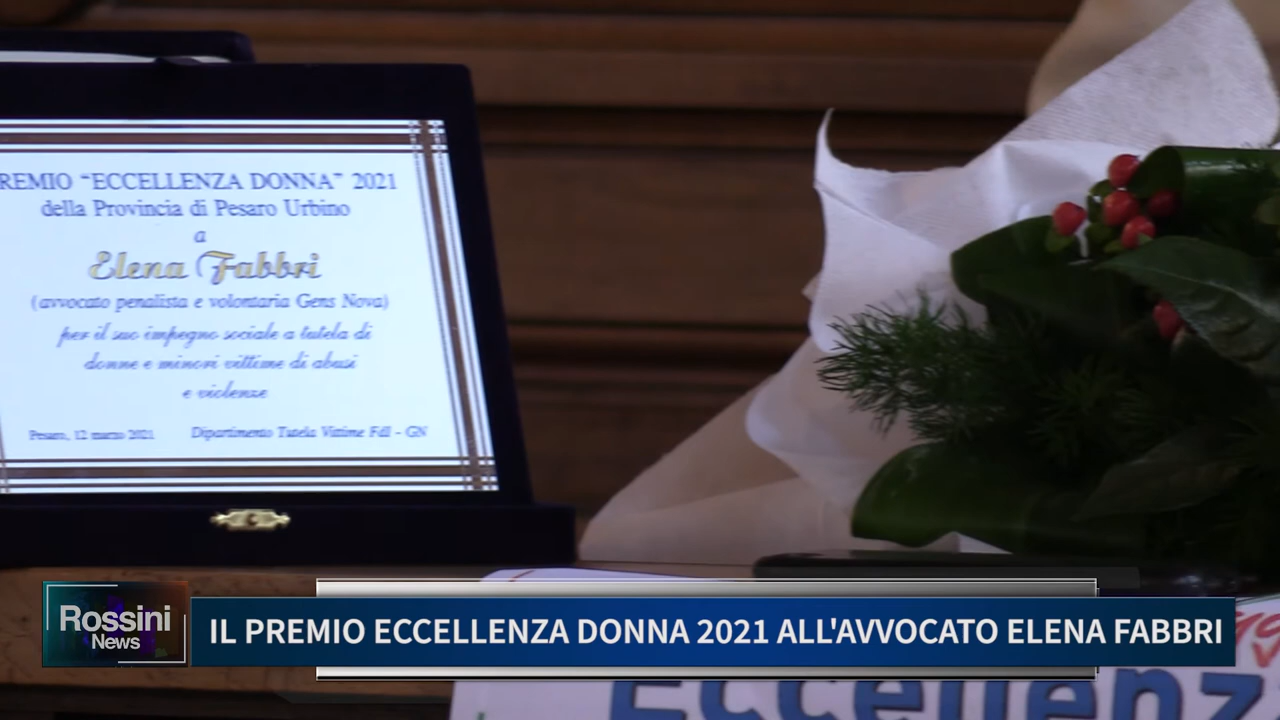 REMIO "ECCELLENZA DONNA" 2021
della Provincia di Pesaro Urbino
a
Elena Fabbri
(avvocato penalista e volontaria Gens Nova)
per il suo impegno sociale a tutela di
donne e minori vittime di abusi
e violenze
Pesaro, 12 marzo 2021 Dipartimento Tutela Vittime FdI - GN
Rossini
News
IL PREMIO ECCELLENZA DONNA 2021 ALL'AVVOCATO ELENA FABBRI
Eccellenz